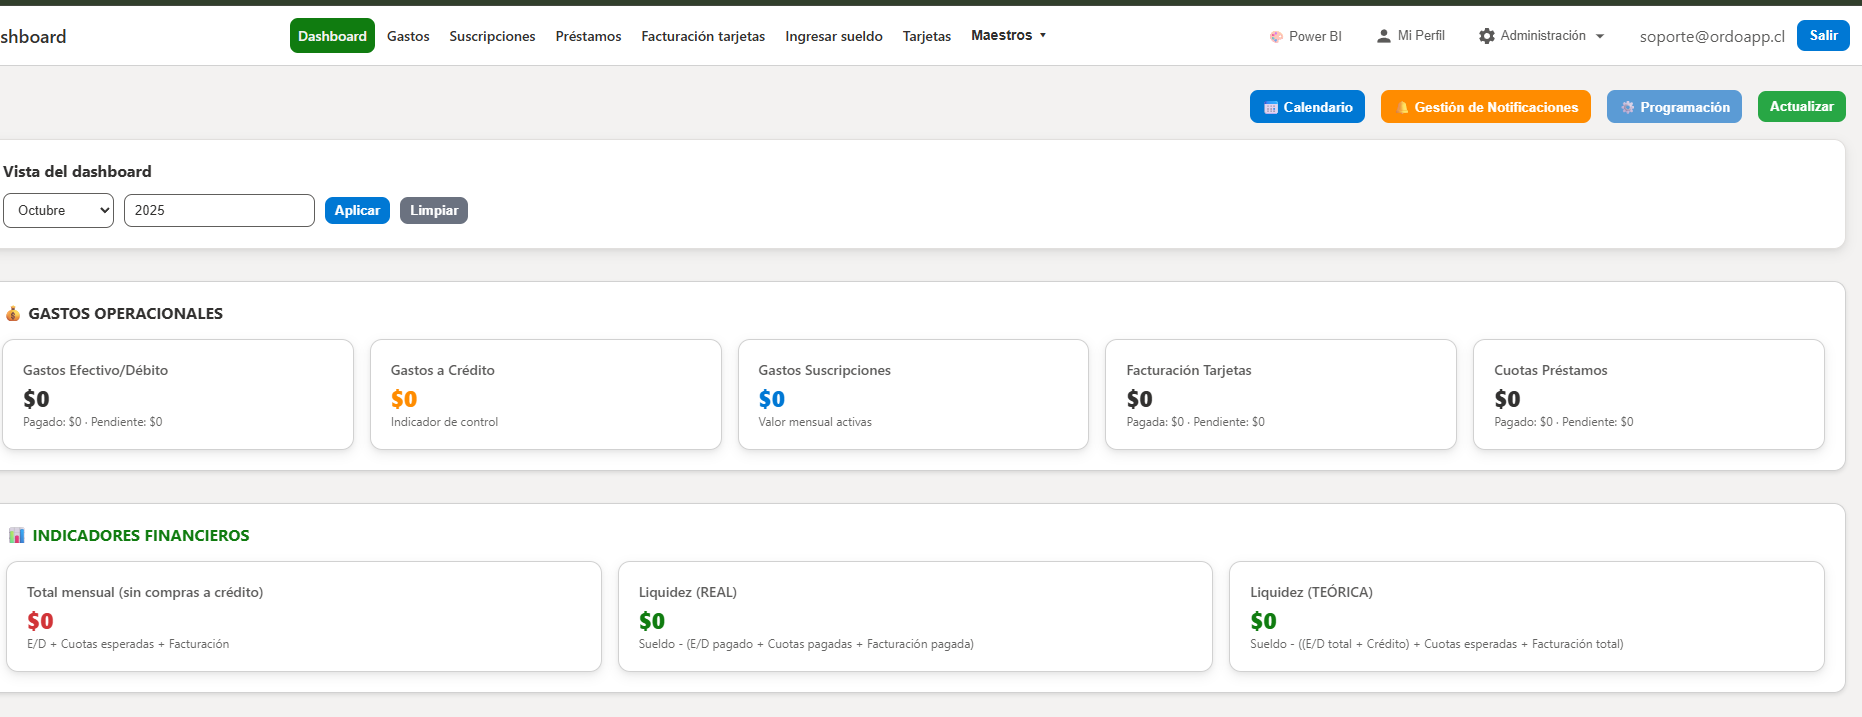 shboard
Dashboard Gastos Suscripciones Préstamos Facturación tarjetas Ingresar sueldo Tarjetas Maestros
Power BI Mi Perfil Administración soporte@ordoapp.cl Salir
Calendario Gestión de Notificaciones Programación Actualizar
Vista del dashboard
Octubre 2025 Aplicar Limpiar
GASTOS OPERACIONALES
Gastos Efectivo/Débito
$0
Pagado: $0 · Pendiente: $0
Gastos a Crédito
$0
Indicador de control
Gastos Suscripciones
$0
Valor mensual activas
Facturación Tarjetas
$0
Pagada: $0 · Pendiente: $0
Cuotas Préstamos
$0
Pagado: $0 · Pendiente: $0
INDICADORES FINANCIEROS
Total mensual (sin compras a crédito)
$0
E/D + Cuotas esperadas + Facturación
Liquidez (REAL)
$0
Sueldo - (E/D pagado + Cuotas pagadas + Facturación pagada)
Liquidez (TEÓRICA)
$0
Sueldo - ((E/D total + Crédito) + Cuotas esperadas + Facturación total)